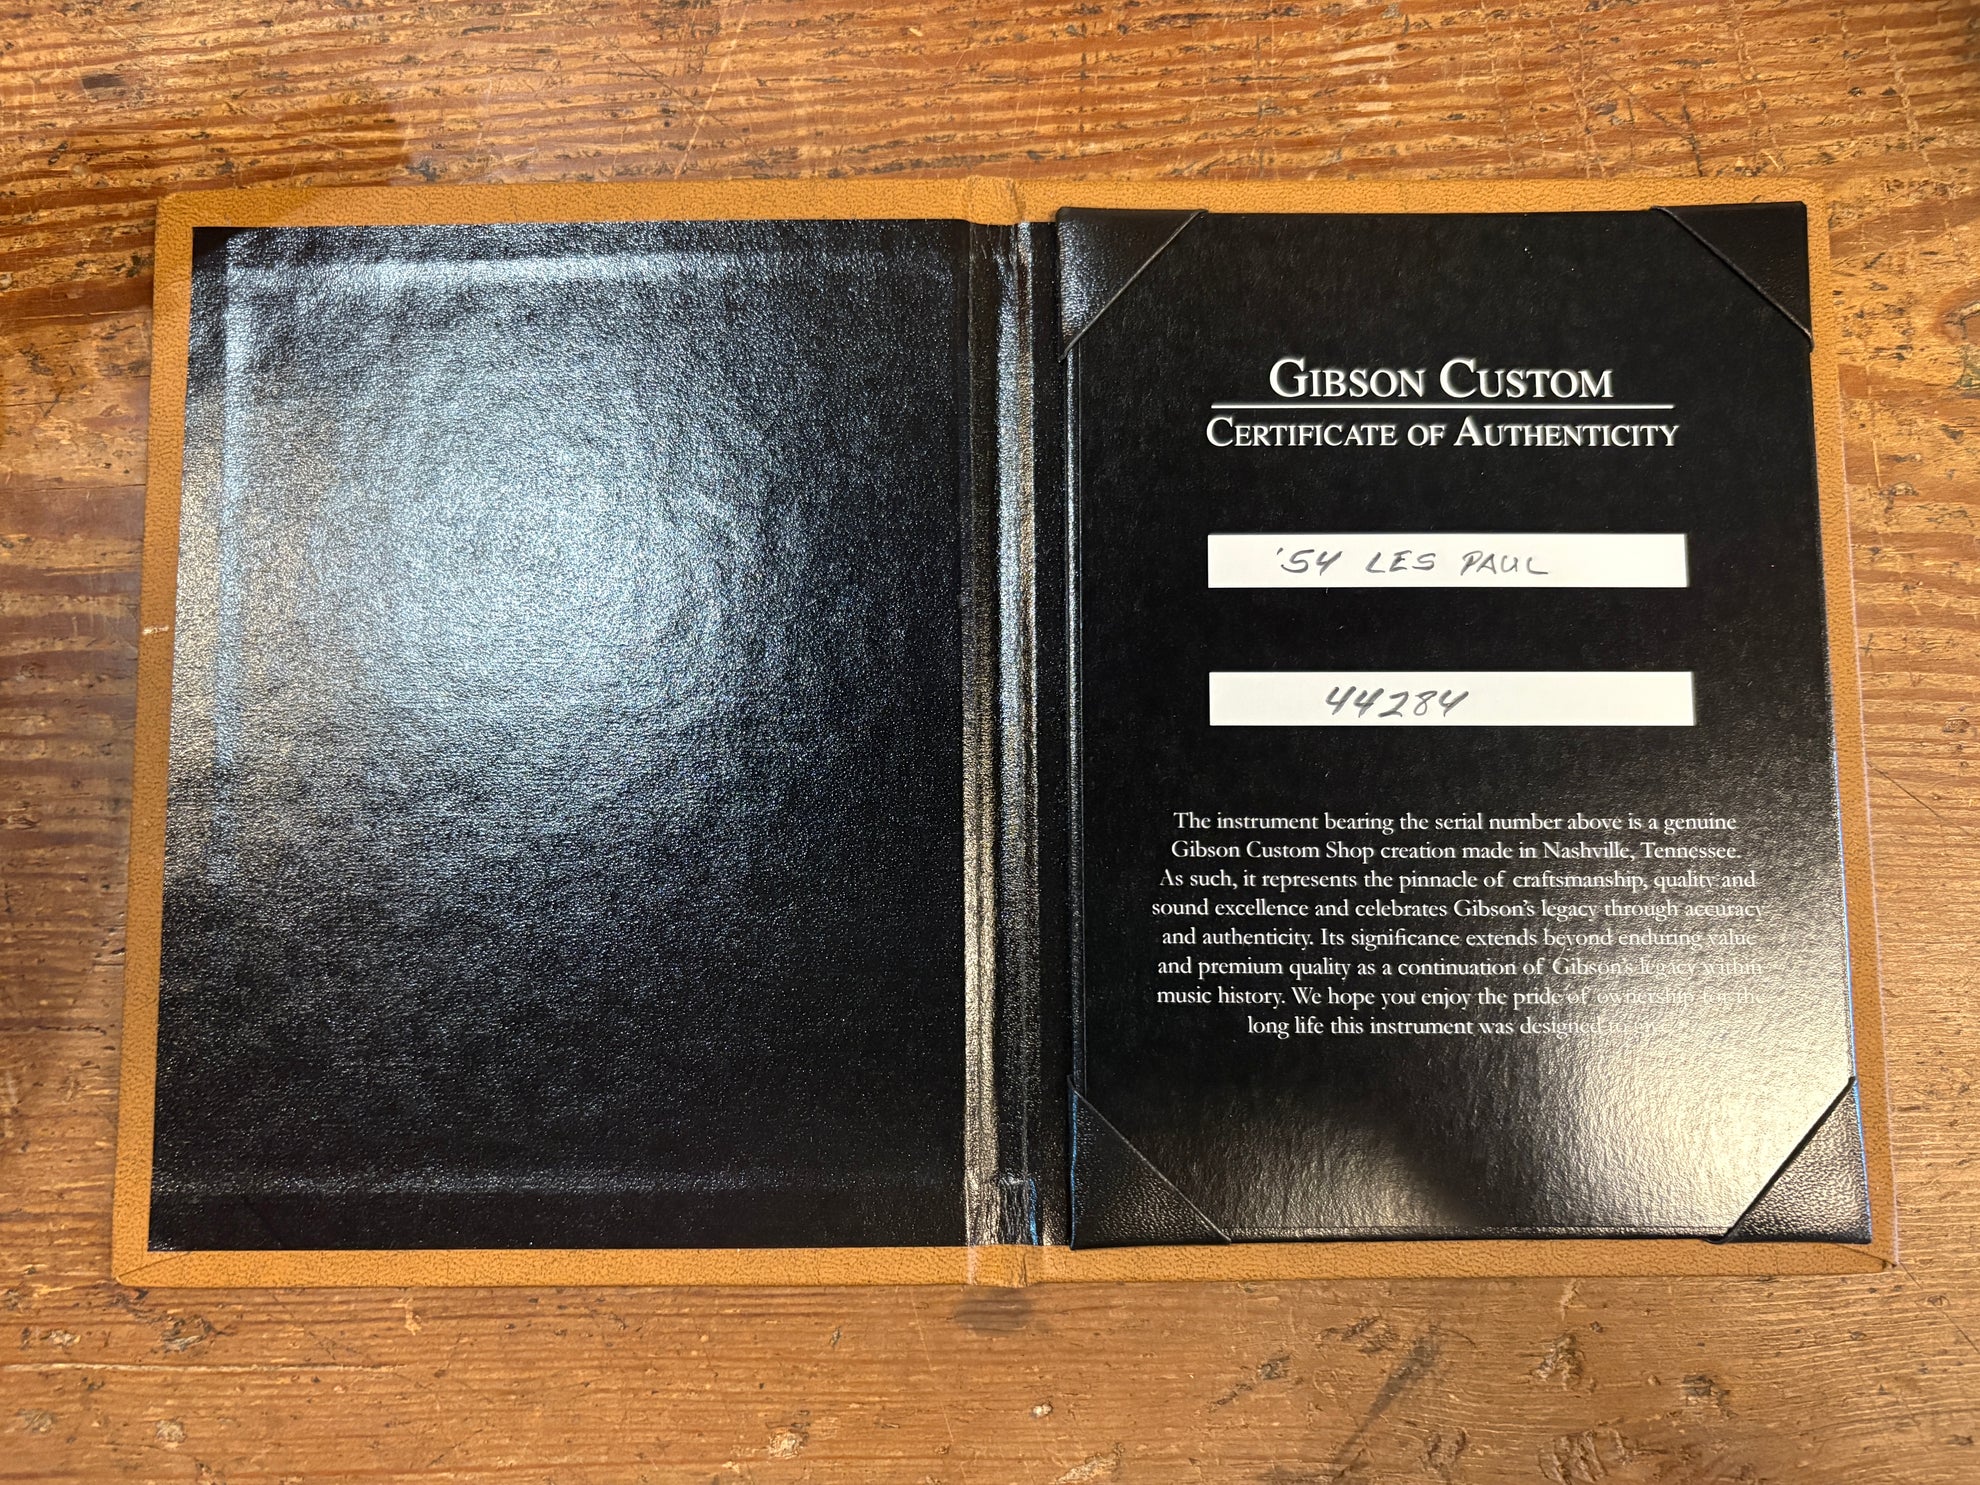 GIBSON CUSTOM
CERTIFICATE OF AUTHENTICITY
'54 LES PAUL
44284
The instrument bearing the serial number above is a genuine
Gibson Custom Shop creation made in Nashville, Tennessee.
As such, it represents the pinnacle of craftsmanship, quality and
sound excellence and celebrates Gibson's legacy through accuracy
and authenticity. Its significance extends beyond enduring value
and premium quality as a continuation of Gibson's legacy within
music history. We hope you enjoy the pride of ownership for the
long life this instrument was designed to